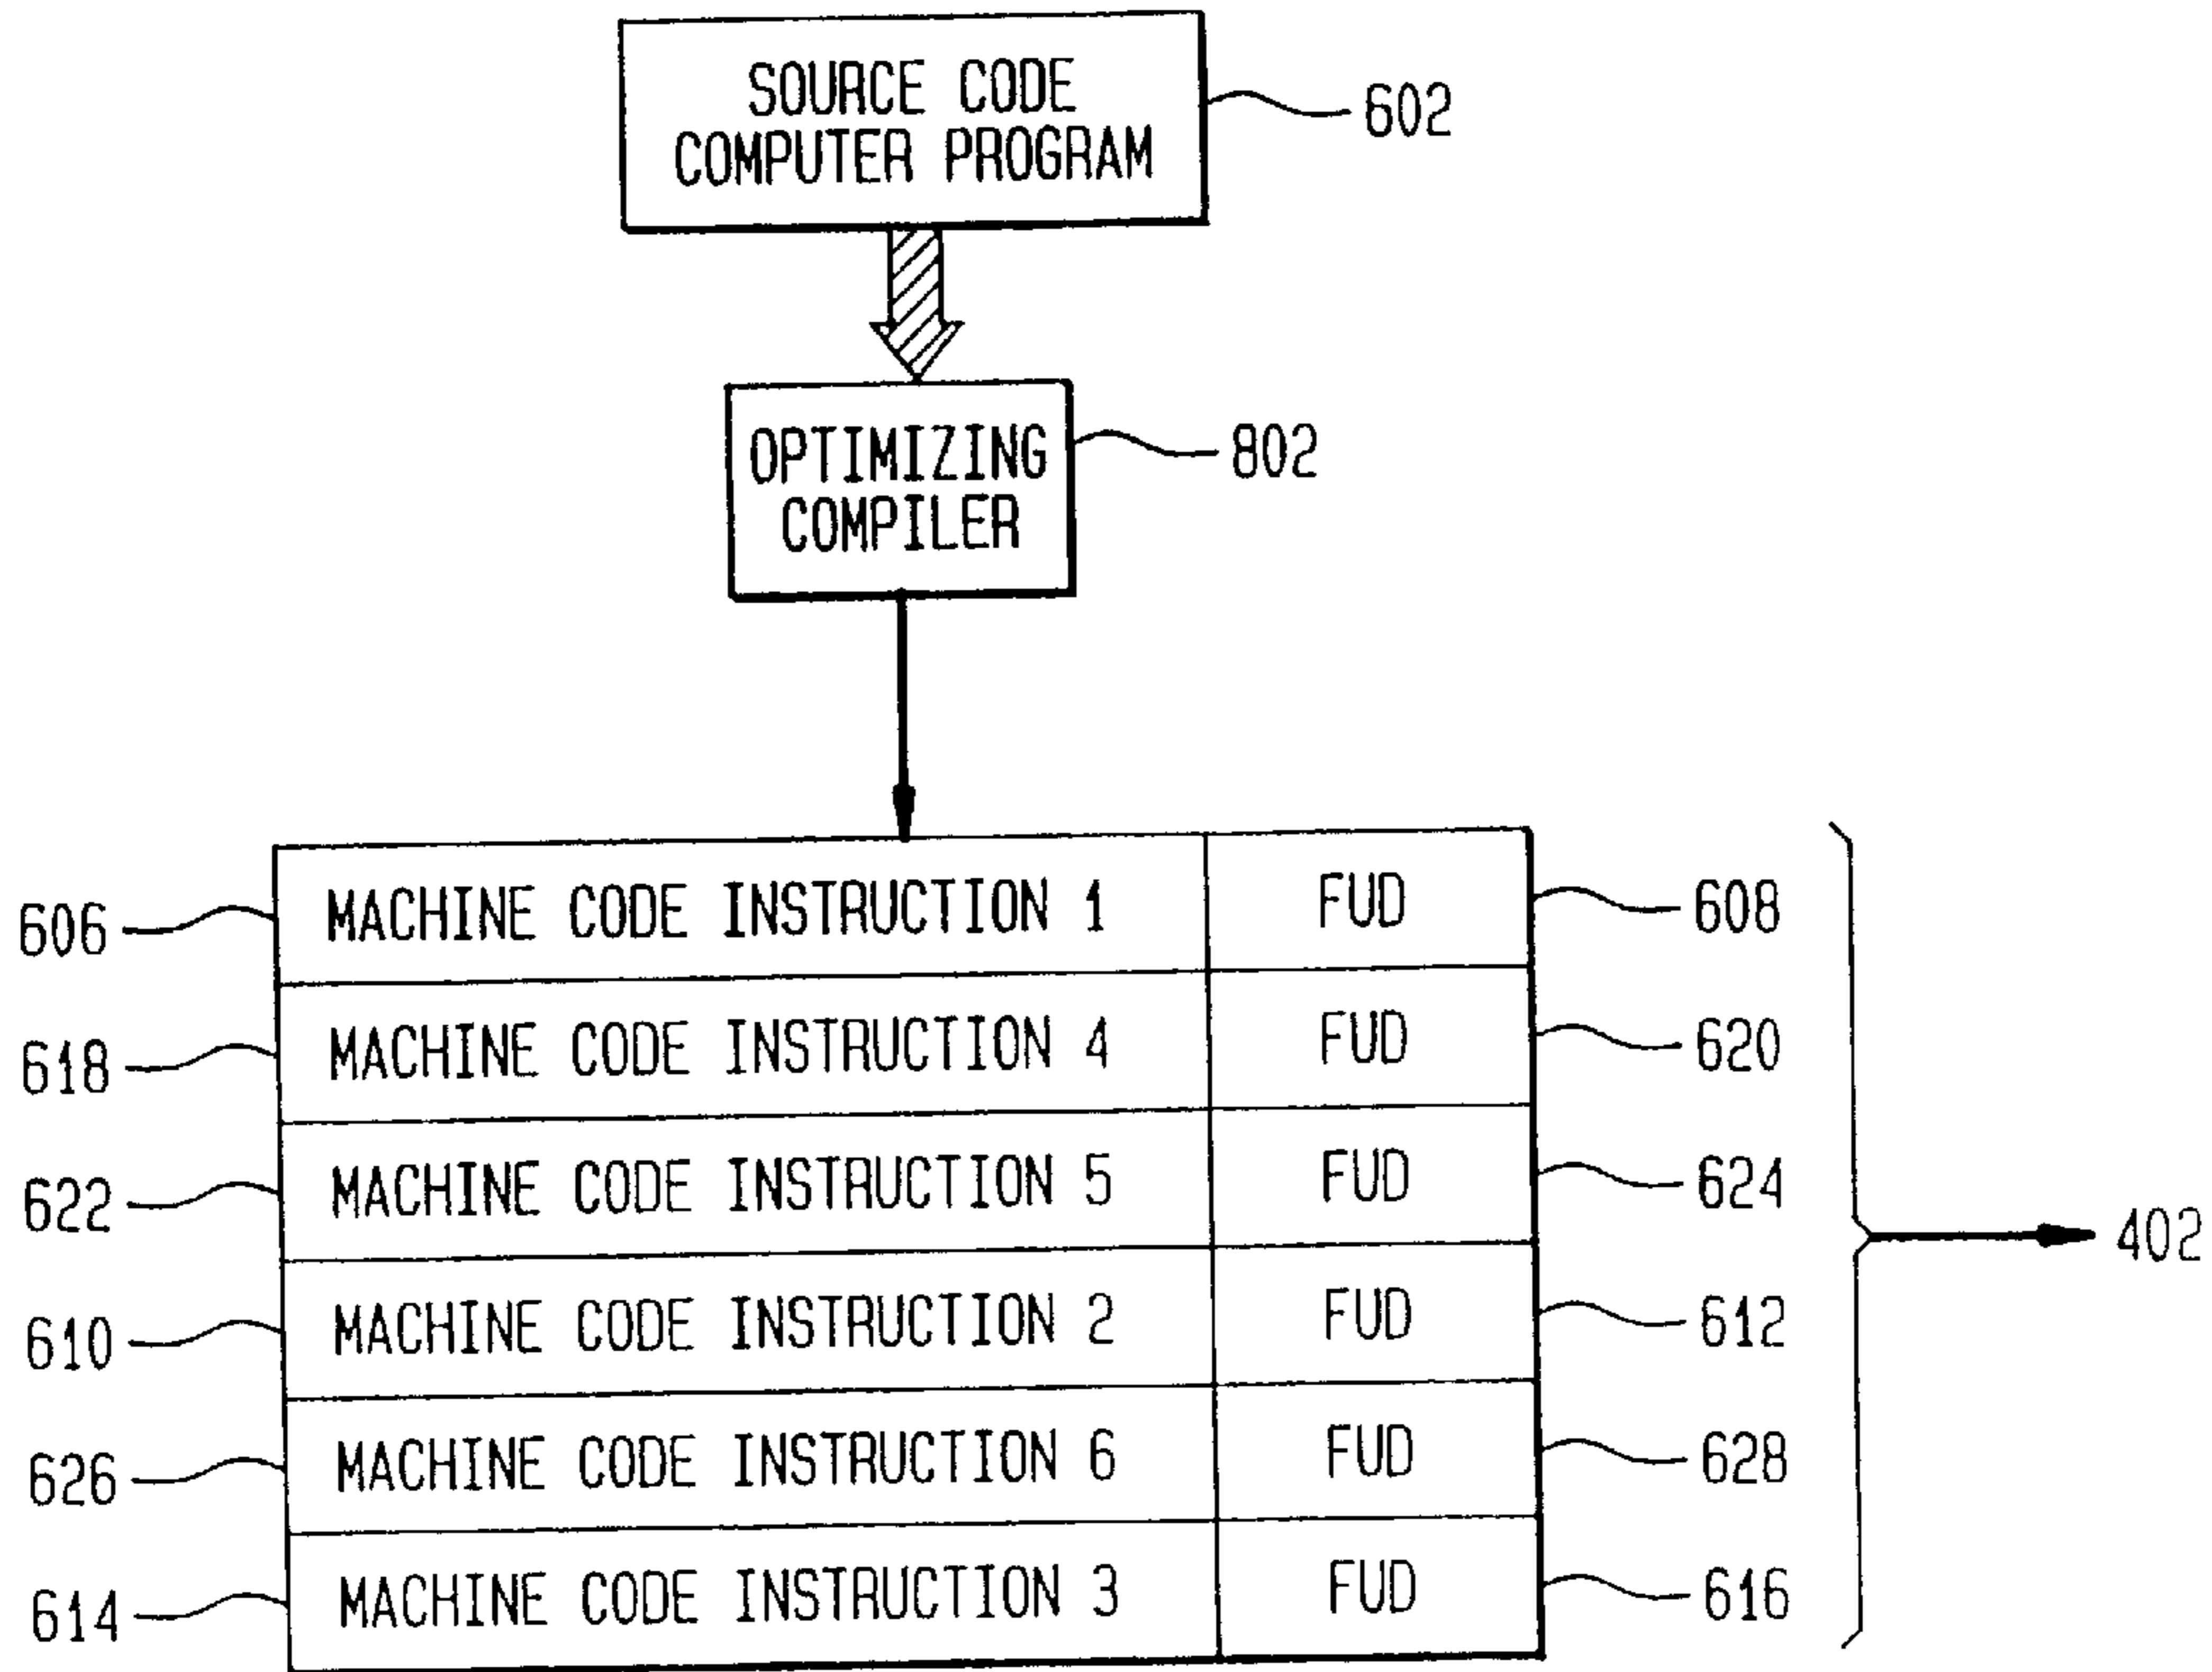 SOURCE CODE
COMPUTER PROGRAM
602
OPTIMIZING
COMPILER
802
606 MACHINE CODE INSTRUCTION 1 FUD 608
618 MACHINE CODE INSTRUCTION 4 FUD 620
622 MACHINE CODE INSTRUCTION 5 FUD 624
402
610 MACHINE CODE INSTRUCTION 2 FUD 612
626 MACHINE CODE INSTRUCTION 6 FUD 628
614 MACHINE CODE INSTRUCTION 3 FUD 616